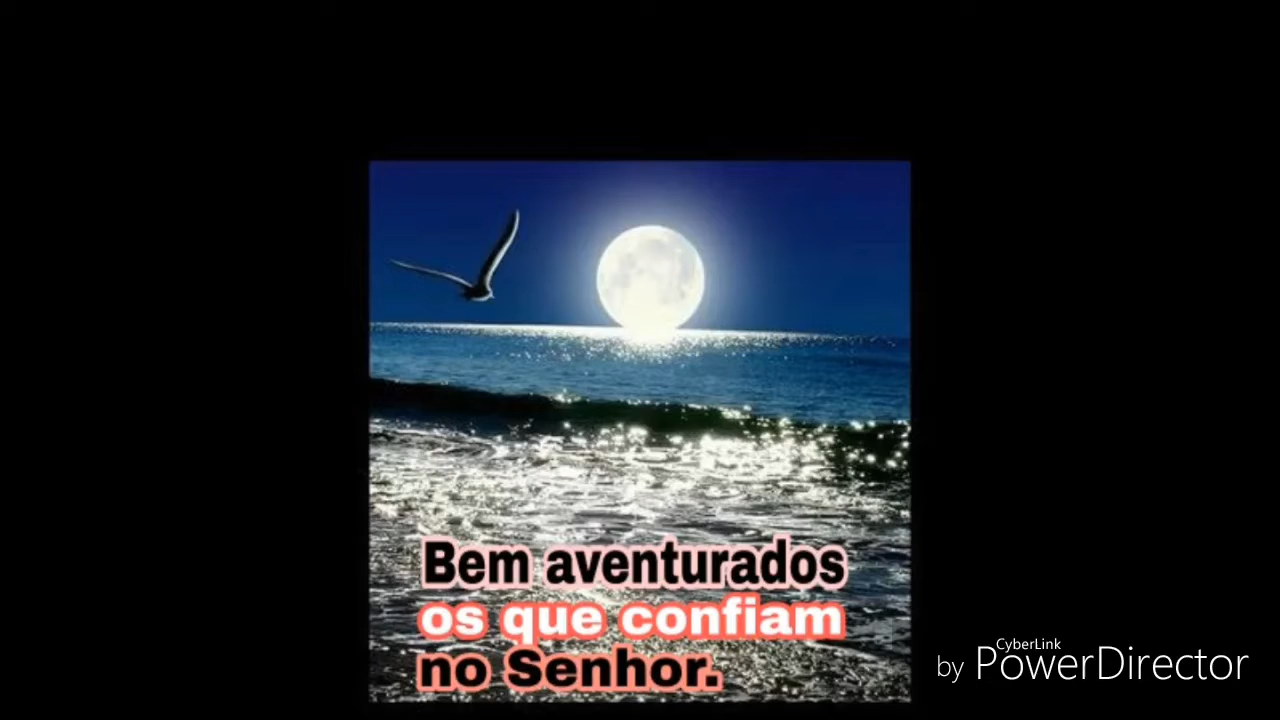 Bem aventurados
os que confiam
no Senhor.
CyberLink
by PowerDirector